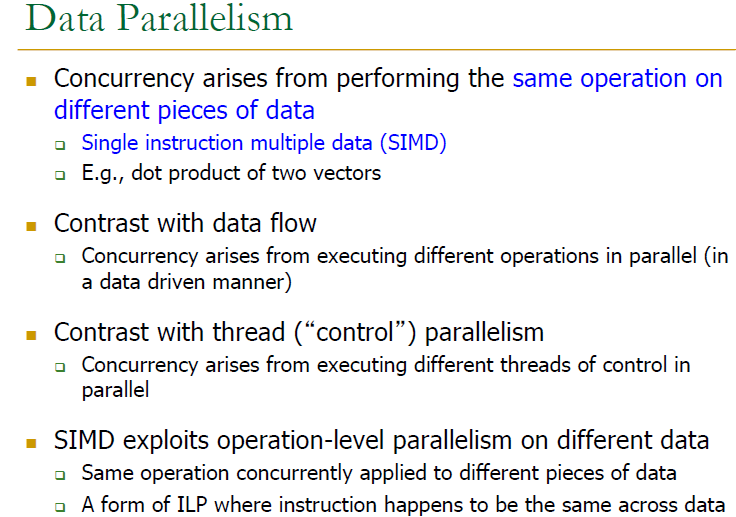 Data Parallelism
Concurrency arises from performing the same operation on
different pieces of data
Single instruction multiple data (SIMD)
E.g., dot product of two vectors
Contrast with data flow
Concurrency arises from executing different operations in parallel (in
a data driven manner)
Contrast with thread (“control”) parallelism
Concurrency arises from executing different threads of control in
parallel
SIMD exploits operation-level parallelism on different data
Same operation concurrently applied to different pieces of data
A form of ILP where instruction happens to be the same across data